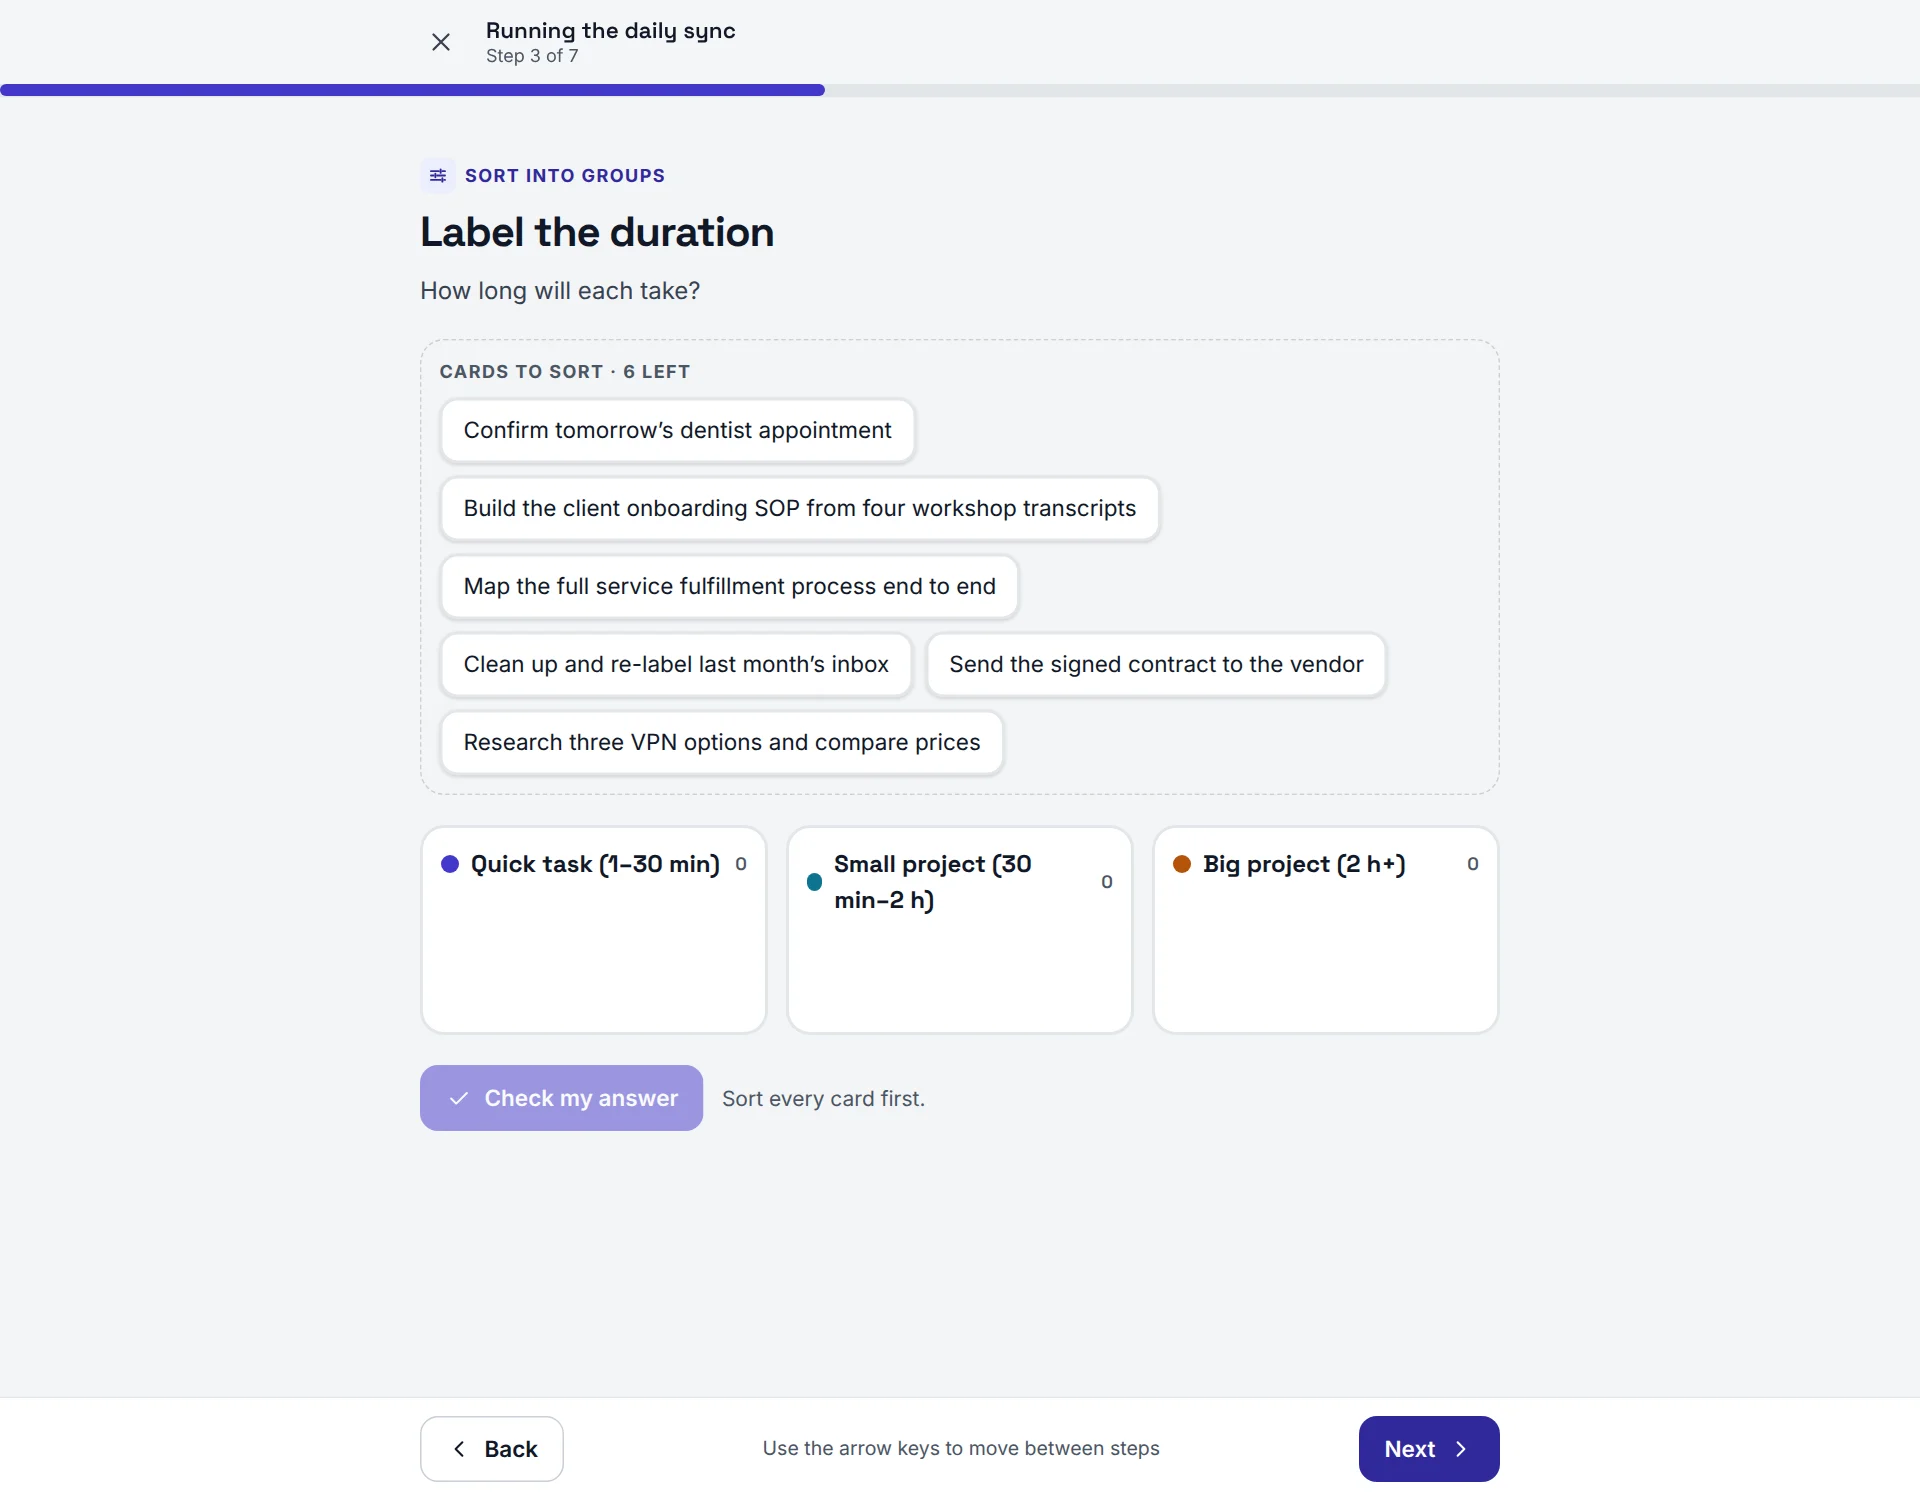 Running the daily sync
Step 3 of 7
SORT INTO GROUPS
Label the duration
How long will each take?
CARDS TO SORT · 6 LEFT
Confirm tomorrow’s dentist appointment
Build the client onboarding SOP from four workshop transcripts
Map the full service fulfillment process end to end
Clean up and re-label last month’s inbox
Send the signed contract to the vendor
Research three VPN options and compare prices
Quick task (1–30 min) 0
Small project (30
min–2 h)
0
Big project (2 h+) 0
Check my answer
Sort every card first.
Back
Use the arrow keys to move between steps
Next